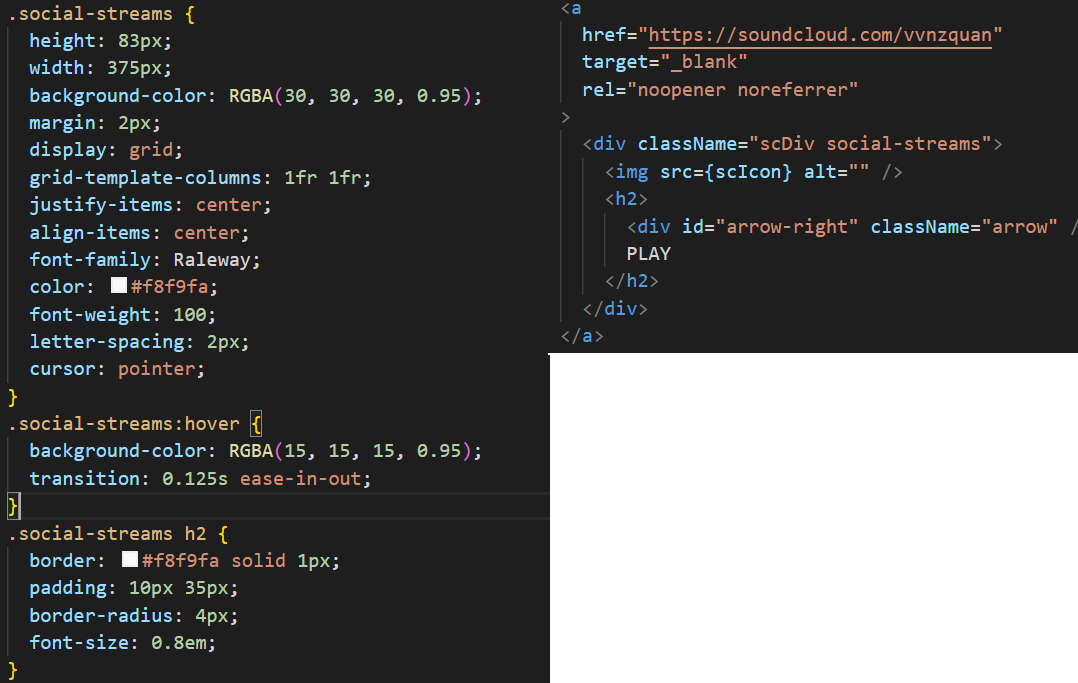 .social-streams {
height: 83px;
width: 375px;
background-color: RGBA(30, 30, 30, 0.95);
margin: 2px;
display: grid;
grid-template-columns: 1fr 1fr;
justify-items: center;
align-items: center;
font-family: Raleway;
color: #f8f9fa;
font-weight: 100;
letter-spacing: 2px;
cursor: pointer;
}
.social-streams:hover {
background-color: RGBA(15, 15, 15, 0.95);
transition: 0.125s ease-in-out;
}
.social-streams h2 {
border: #f8f9fa solid 1px;
padding: 10px 35px;
border-radius: 4px;
font-size: 0.8em;
}
<a
href="https://soundcloud.com/vvnzquan"
target="_blank"
rel="noopener noreferrer"
>
<div className="scDiv social-streams">
<img src={scIcon} alt="" />
<h2>
<div id="arrow-right" className="arrow" /
PLAY
</h2>
</div>
</a>